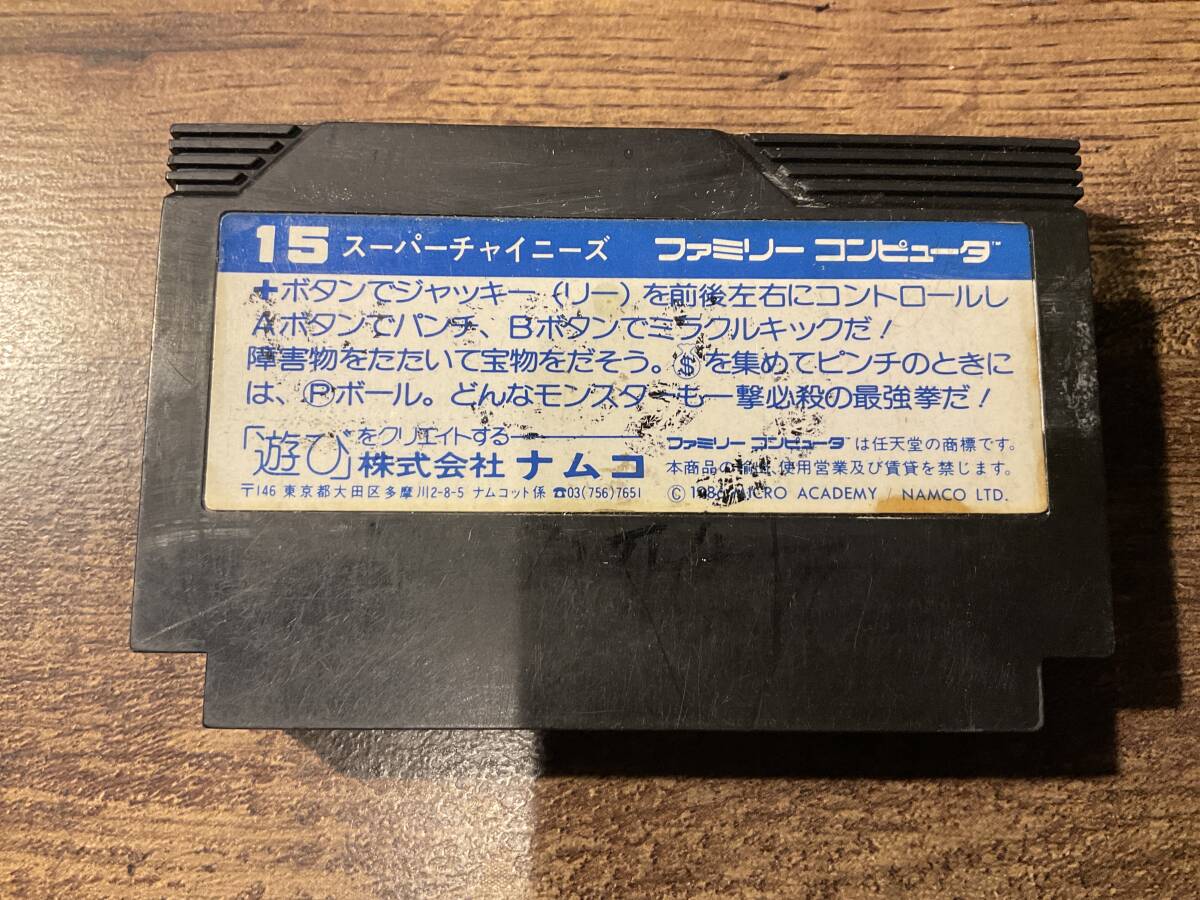 15 スーパーチャイニーズ ファミリー コンピュータ™
✚ボタンでジャッキー(リー)を前後左右にコントロールし
Aボタンでパンチ、Bボタンでミラクルキックだ!
障害物をたたいて宝物をだそう。Ⓢを集めてピンチのときに
は、Ⓟボール。どんなモンスターも一撃必殺の最強拳だ!
「遊び」をクリエイトする——株式会社ナムコ
〒146 東京都大田区多摩川2-8-5 ナムコット係 ☎03(756)7651
ファミリー コンピュータ™は任天堂の商標です。
本商品の 使用営業及び賃貸を禁じます。
© ACADEMY / NAMCO LTD.